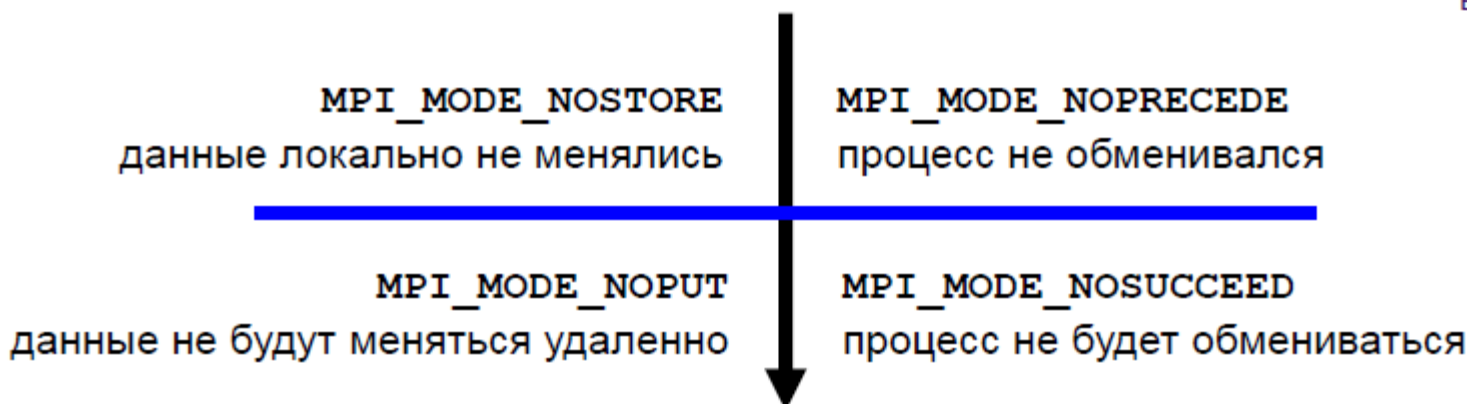 MPI_MODE_NOSTORE
данные локально не менялись
MPI_MODE_NOPRECEDE
процесс не обменивался
MPI_MODE_NOPUT
данные не будут меняться удаленно
MPI_MODE_NOSUCCEED
процесс не будет обмениваться